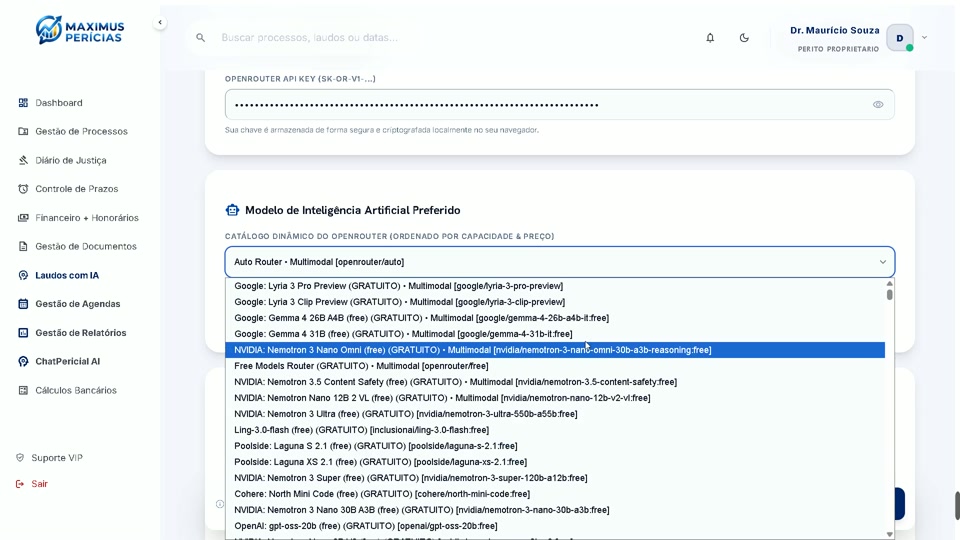 MAXIMUS
PERÍCIAS
Buscar processos, laudos ou datas...
Dr. Maurício Souza
PERITO PROPRIETARIO
D
Dashboard
Gestão de Processos
Diário de Justiça
Controle de Prazos
Financeiro + Honorários
Gestão de Documentos
Laudos com IA
Gestão de Agendas
Gestão de Relatórios
ChatPericial AI
Cálculos Bancários
Suporte VIP
Sair
OPENROUTER API KEY (SK-OR-V1-...)
Sua chave é armazenada de forma segura e criptografada localmente no seu navegador.
Modelo de Inteligência Artificial Preferido
CATÁLOGO DINÂMICO DO OPENROUTER (ORDENADO POR CAPACIDADE & PREÇO)
Auto Router • Multimodal [openrouter/auto]
Google: Lyria 3 Pro Preview (GRATUITO) • Multimodal [google/lyria-3-pro-preview]
Google: Lyria 3 Clip Preview (GRATUITO) • Multimodal [google/lyria-3-clip-preview]
Google: Gemma 4 26B A4B (free) (GRATUITO) • Multimodal [google/gemma-4-26b-a4b-it:free]
Google: Gemma 4 31B (free) (GRATUITO) • Multimodal [google/gemma-4-31b-it:free]
NVIDIA: Nemotron 3 Nano Omni (free) (GRATUITO) • Multimodal [nvidia/nemotron-3-nano-omni-30b-a3b-reasoning:free]
Free Models Router (GRATUITO) • Multimodal [openrouter/free]
NVIDIA: Nemotron 3.5 Content Safety (free) (GRATUITO) • Multimodal [nvidia/nemotron-3.5-content-safety:free]
NVIDIA: Nemotron Nano 12B 2 VL (free) (GRATUITO) • Multimodal [nvidia/nemotron-nano-12b-v2-vl:free]
NVIDIA: Nemotron 3 Ultra (free) (GRATUITO) [nvidia/nemotron-3-ultra-550b-a55b:free]
Ling-3.0-flash (free) (GRATUITO) [inclusionai/ling-3.0-flash:free]
Poolside: Laguna S 2.1 (free) (GRATUITO) [poolside/laguna-s-2.1:free]
Poolside: Laguna XS 2.1 (free) (GRATUITO) [poolside/laguna-xs-2.1:free]
NVIDIA: Nemotron 3 Super (free) (GRATUITO) [nvidia/nemotron-3-super-120b-a12b:free]
Cohere: North Mini Code (free) (GRATUITO) [cohere/north-mini-code:free]
NVIDIA: Nemotron 3 Nano 30B A3B (free) (GRATUITO) [nvidia/nemotron-3-nano-30b-a3b:free]
OpenAI: gpt-oss-20b (free) (GRATUITO) [openai/gpt-oss-20b:free]